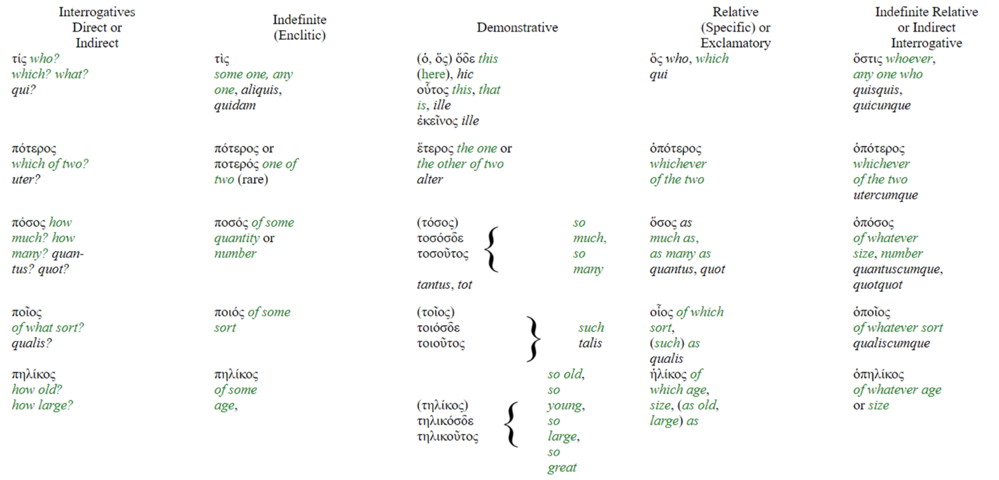 Interrogatives
Direct or
Indirect
Indefinite
(Enclitic)
Demonstrative
Relative
(Specific) or
Exclamatory
Indefinite Relative
or Indirect
Interrogative
τίς who?
which? what?
qui?
τὶς
some one, any
one, aliquis,
quidam
(ὁ, ὅς) ὅδε this
(here), hic
οὗτος this, that
is, ille
ἐκεῖνος ille
ὅς who, which
qui
ὅστις whoever,
any one who
quisquis,
quicunque
πότερος
which of two?
uter?
πότερος or
ποτερός one of
two (rare)
ἕτερος the one or
the other of two
alter
ὁπότερος
whichever
of the two
ὁπότερος
whichever
of the two
utercumque
πόσος how
much? how
many? quan-
tus? quot?
ποσός of some
quantity or
number
(τόσος)
τοσόσδε
τοσοῦτος
{
so
much,
so
many
tantus, tot
ὅσος as
much as,
as many as
quantus, quot
ὁπόσος
of whatever
size, number
quantuscumque,
quotquot
ποῖος
of what sort?
qualis?
ποιός of some
sort
(τοῖος)
τοιόσδε
τοιοῦτος
}
such
talis
οἷος of which
sort,
(such) as
qualis
ὁποῖος
of whatever sort
qualiscumque
πηλίκος
how old?
how large?
πηλίκος
of some
age,
(τηλίκος)
τηλικόσδε
τηλικοῦτος
{
so old,
so
young,
so
large,
so
great
ἡλίκος of
which age,
size, (as old,
large) as
ὁπηλίκος
of whatever age
or size